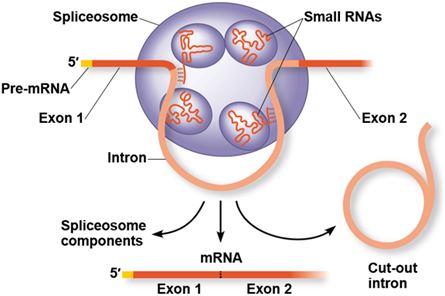 Spliceosome
Small RNAs
5′
Pre-mRNA
Exon 1
Exon 2
Intron
Spliceosome
components
mRNA
Cut-out
intron
5′
Exon 1
Exon 2